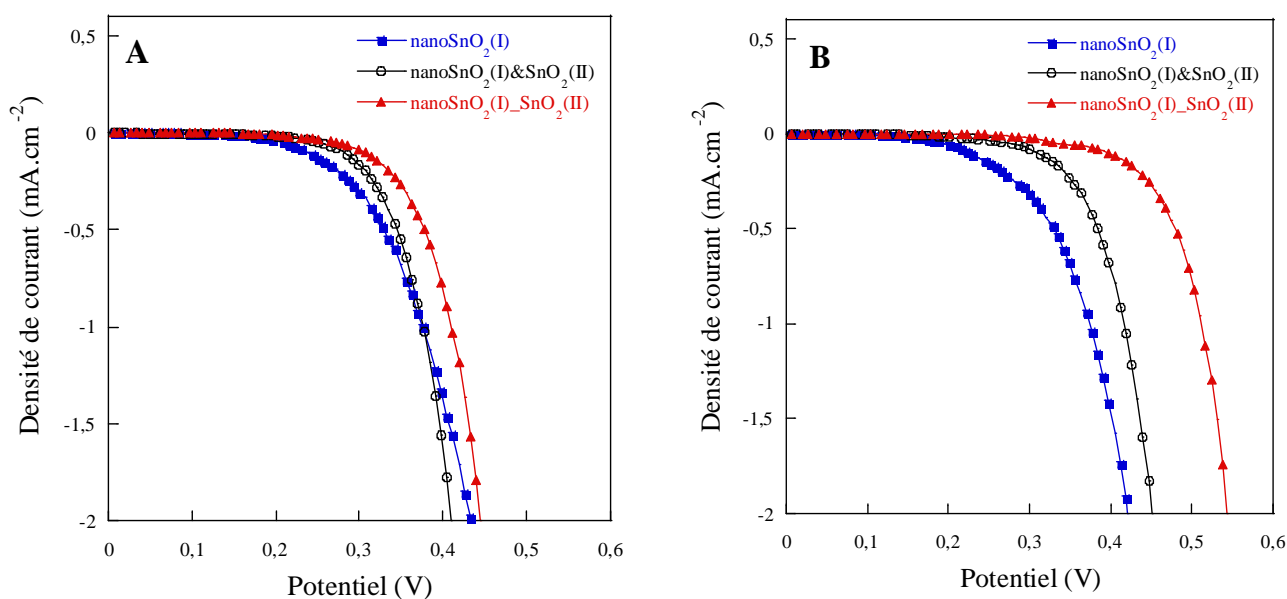 A
nanoSnO₂(I)
nanoSnO₂(I)&SnO₂(II)
nanoSnO₂(I)_SnO₂(II)
0,5
0
-0,5
-1
-1,5
-2
Densité de courant (mA.cm⁻²)
0
0,1
0,2
0,3
0,4
0,5
0,6
Potentiel (V)
B
nanoSnO₂(I)
nanoSnO₂(I)&SnO₂(II)
nanoSnO₂(I)_SnO₂(II)
0,5
0
-0,5
-1
-1,5
-2
Densité de courant (mA.cm⁻²)
0
0,1
0,2
0,3
0,4
0,5
0,6
Potentiel (V)